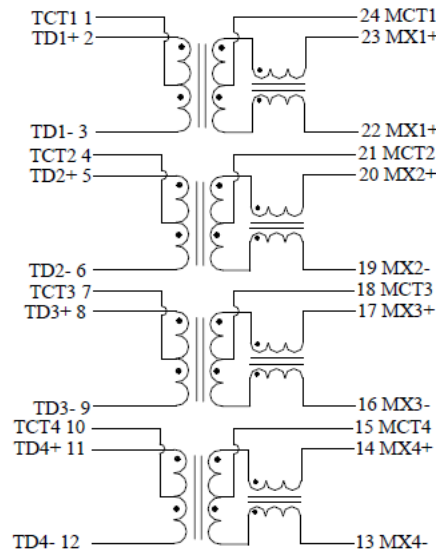 TCT1 1 24 MCT1
TD1+ 2 23 MX1+
TD1- 3 22 MX1+
TCT2 4 21 MCT2
TD2+ 5 20 MX2+
TD2- 6 19 MX2-
TCT3 7 18 MCT3
TD3+ 8 17 MX3+
TD3- 9 16 MX3-
TCT4 10 15 MCT4
TD4+ 11 14 MX4+
TD4- 12 13 MX4-